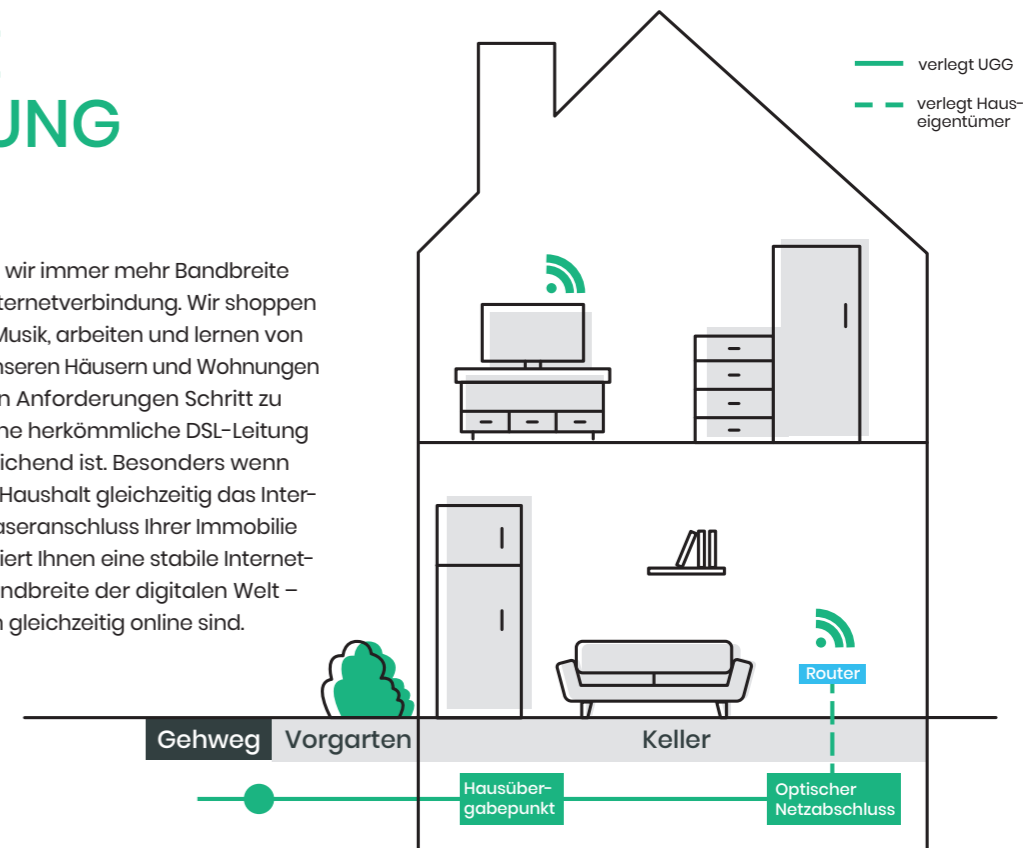 UNG
wir immer mehr Bandbreite
ternetverbindung. Wir shoppen
Musik, arbeiten und lernen von
nseren Häusern und Wohnungen
n Anforderungen Schritt zu
ne herkömmliche DSL-Leitung
ichend ist. Besonders wenn
Haushalt gleichzeitig das Inter-
aseranschluss Ihrer Immobilie
iert Ihnen eine stabile Internet-
ndbreite der digitalen Welt –
n gleichzeitig online sind.
verlegt UGG
verlegt Haus-
eigentümer
Router
Gehweg Vorgarten Keller
Hausüber-
gabepunkt
Optischer
Netzabschluss